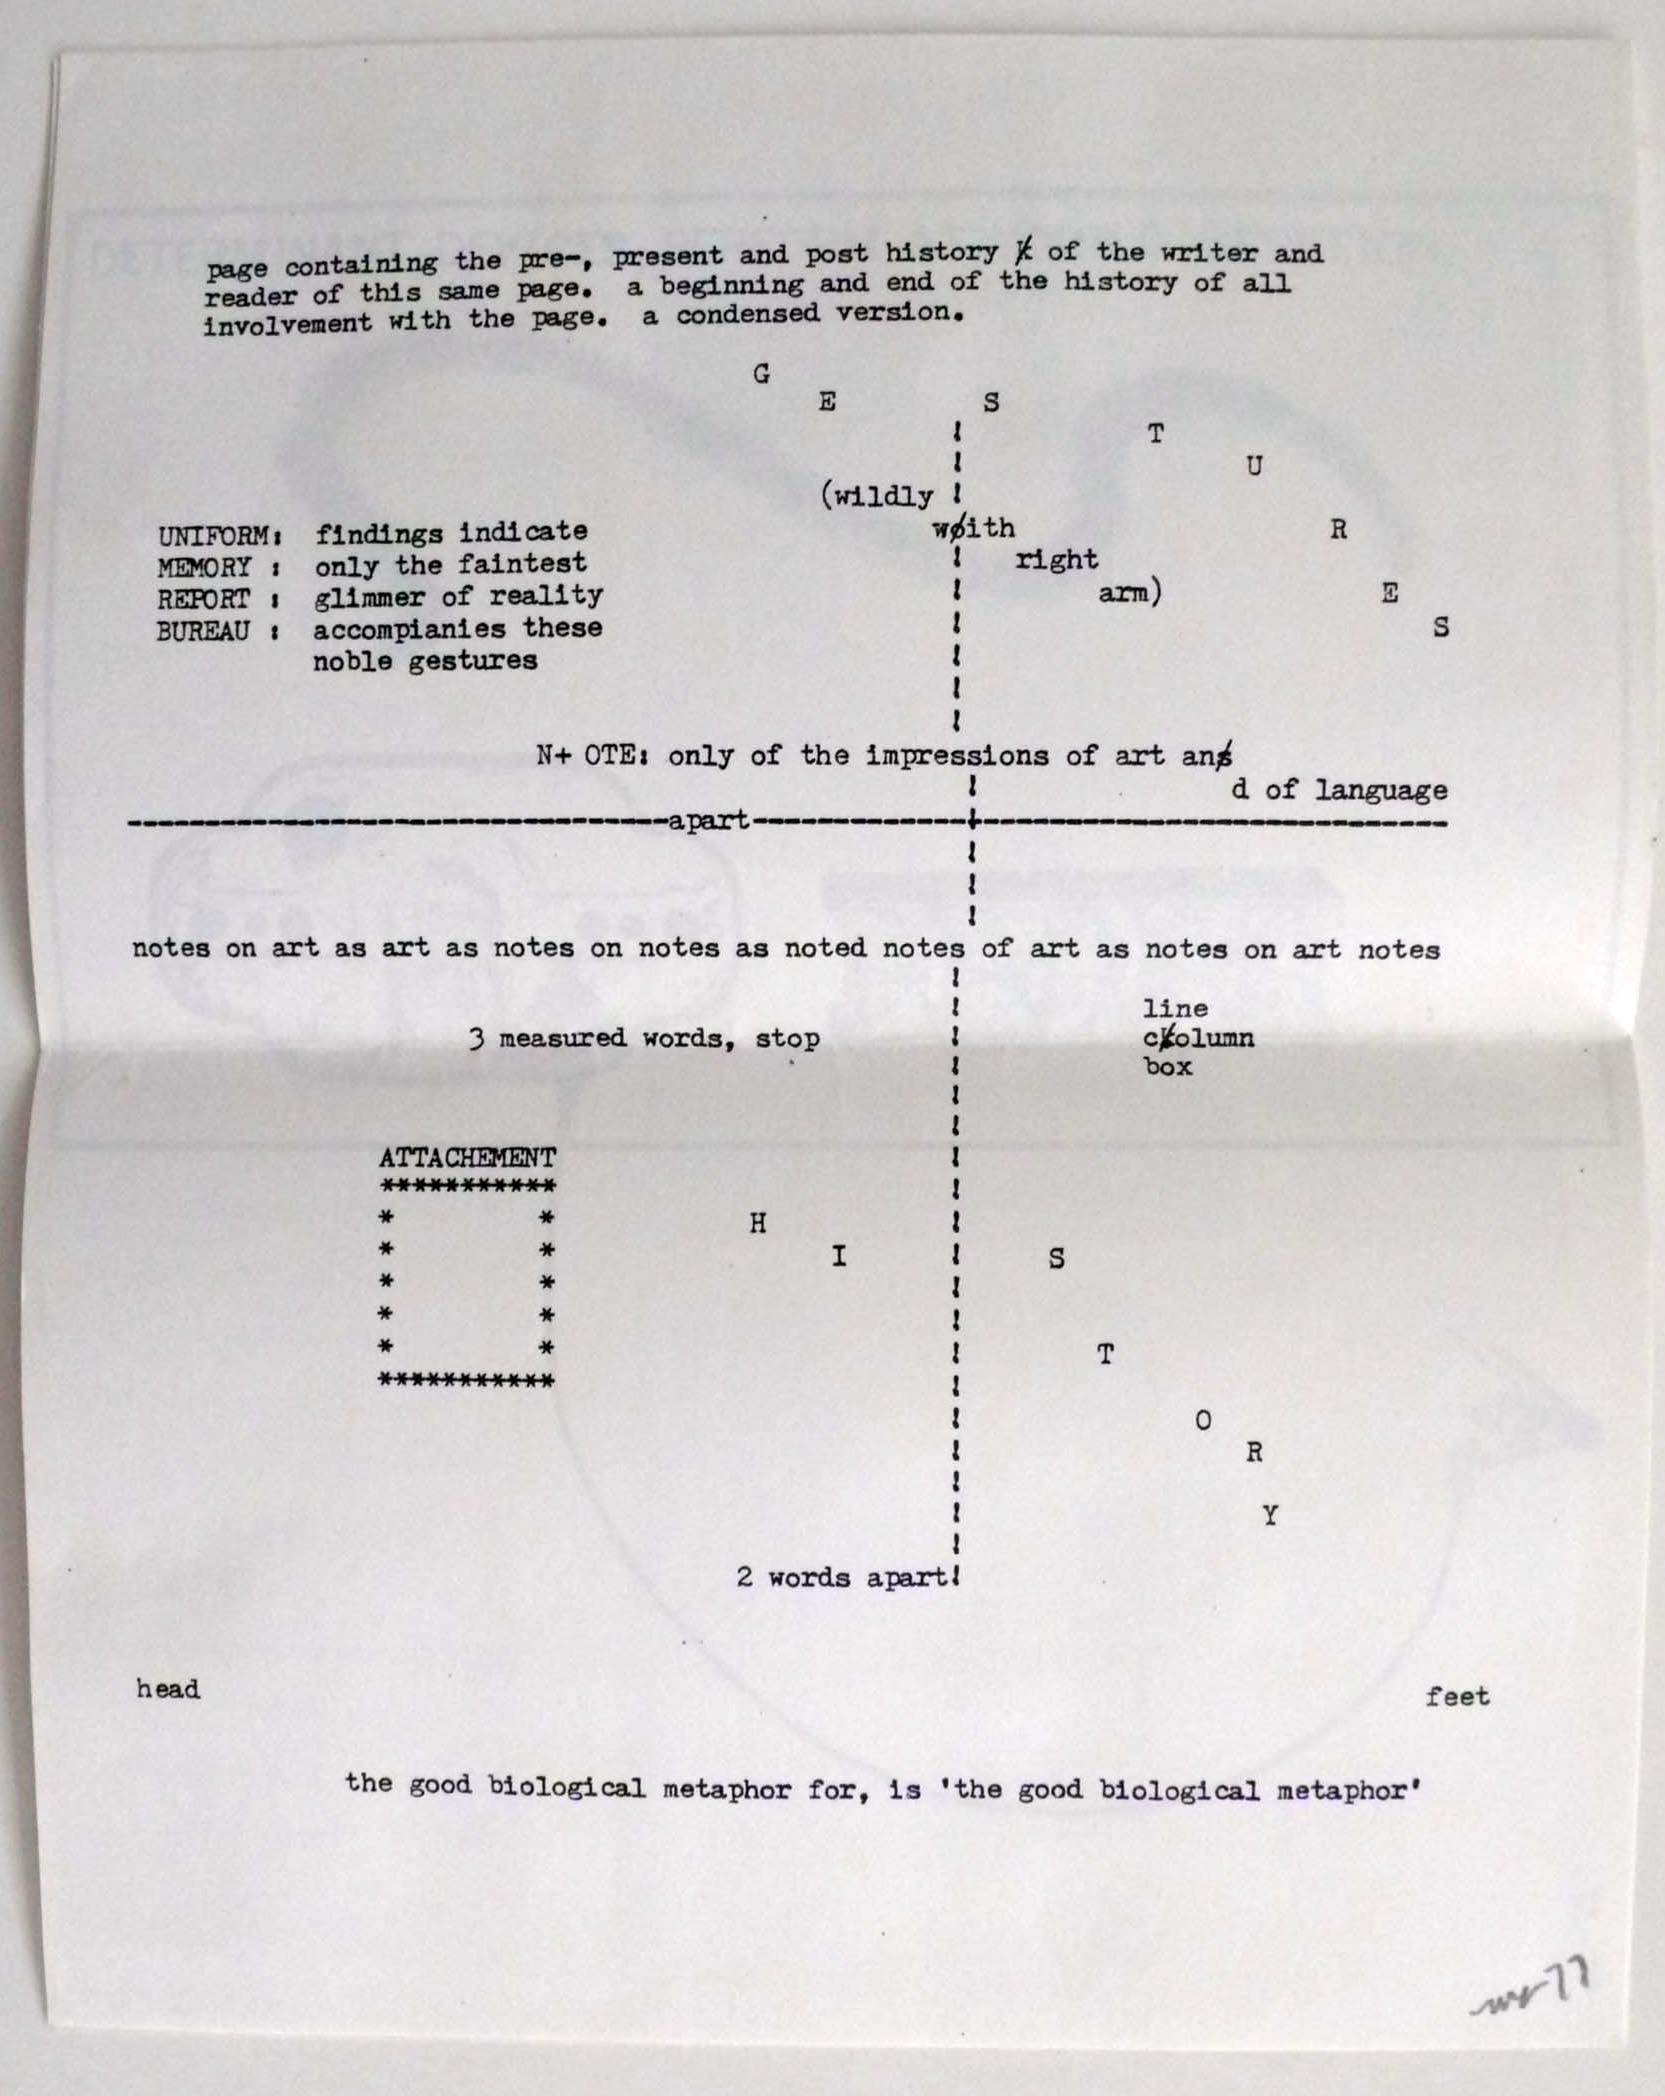 page containing the pre-, present and post history of the writer and
reader of this same page. a beginning and end of the history of all
involvement with the page. a condensed version.
G
E S
T
U
(wildly
UNIFORM: findings indicate
with
R
MEMORY : only the faintest
right
REPORT : glimmer of reality
arm)
E
BUREAU : accompianies these
S
noble gestures
N+ OTE: only of the impressions of art an
d of language
--------------------------------apart-------------+----------------------------
notes on art as art as notes on notes as noted notes of art as notes on art notes
line
3 measured words, stop
column
box
ATTACHEMENT
***********
* *
* *
* *
* *
* *
***********
H
I S
T
O
R
Y
2 words apart!
head feet
the good biological metaphor for, is 'the good biological metaphor'
77